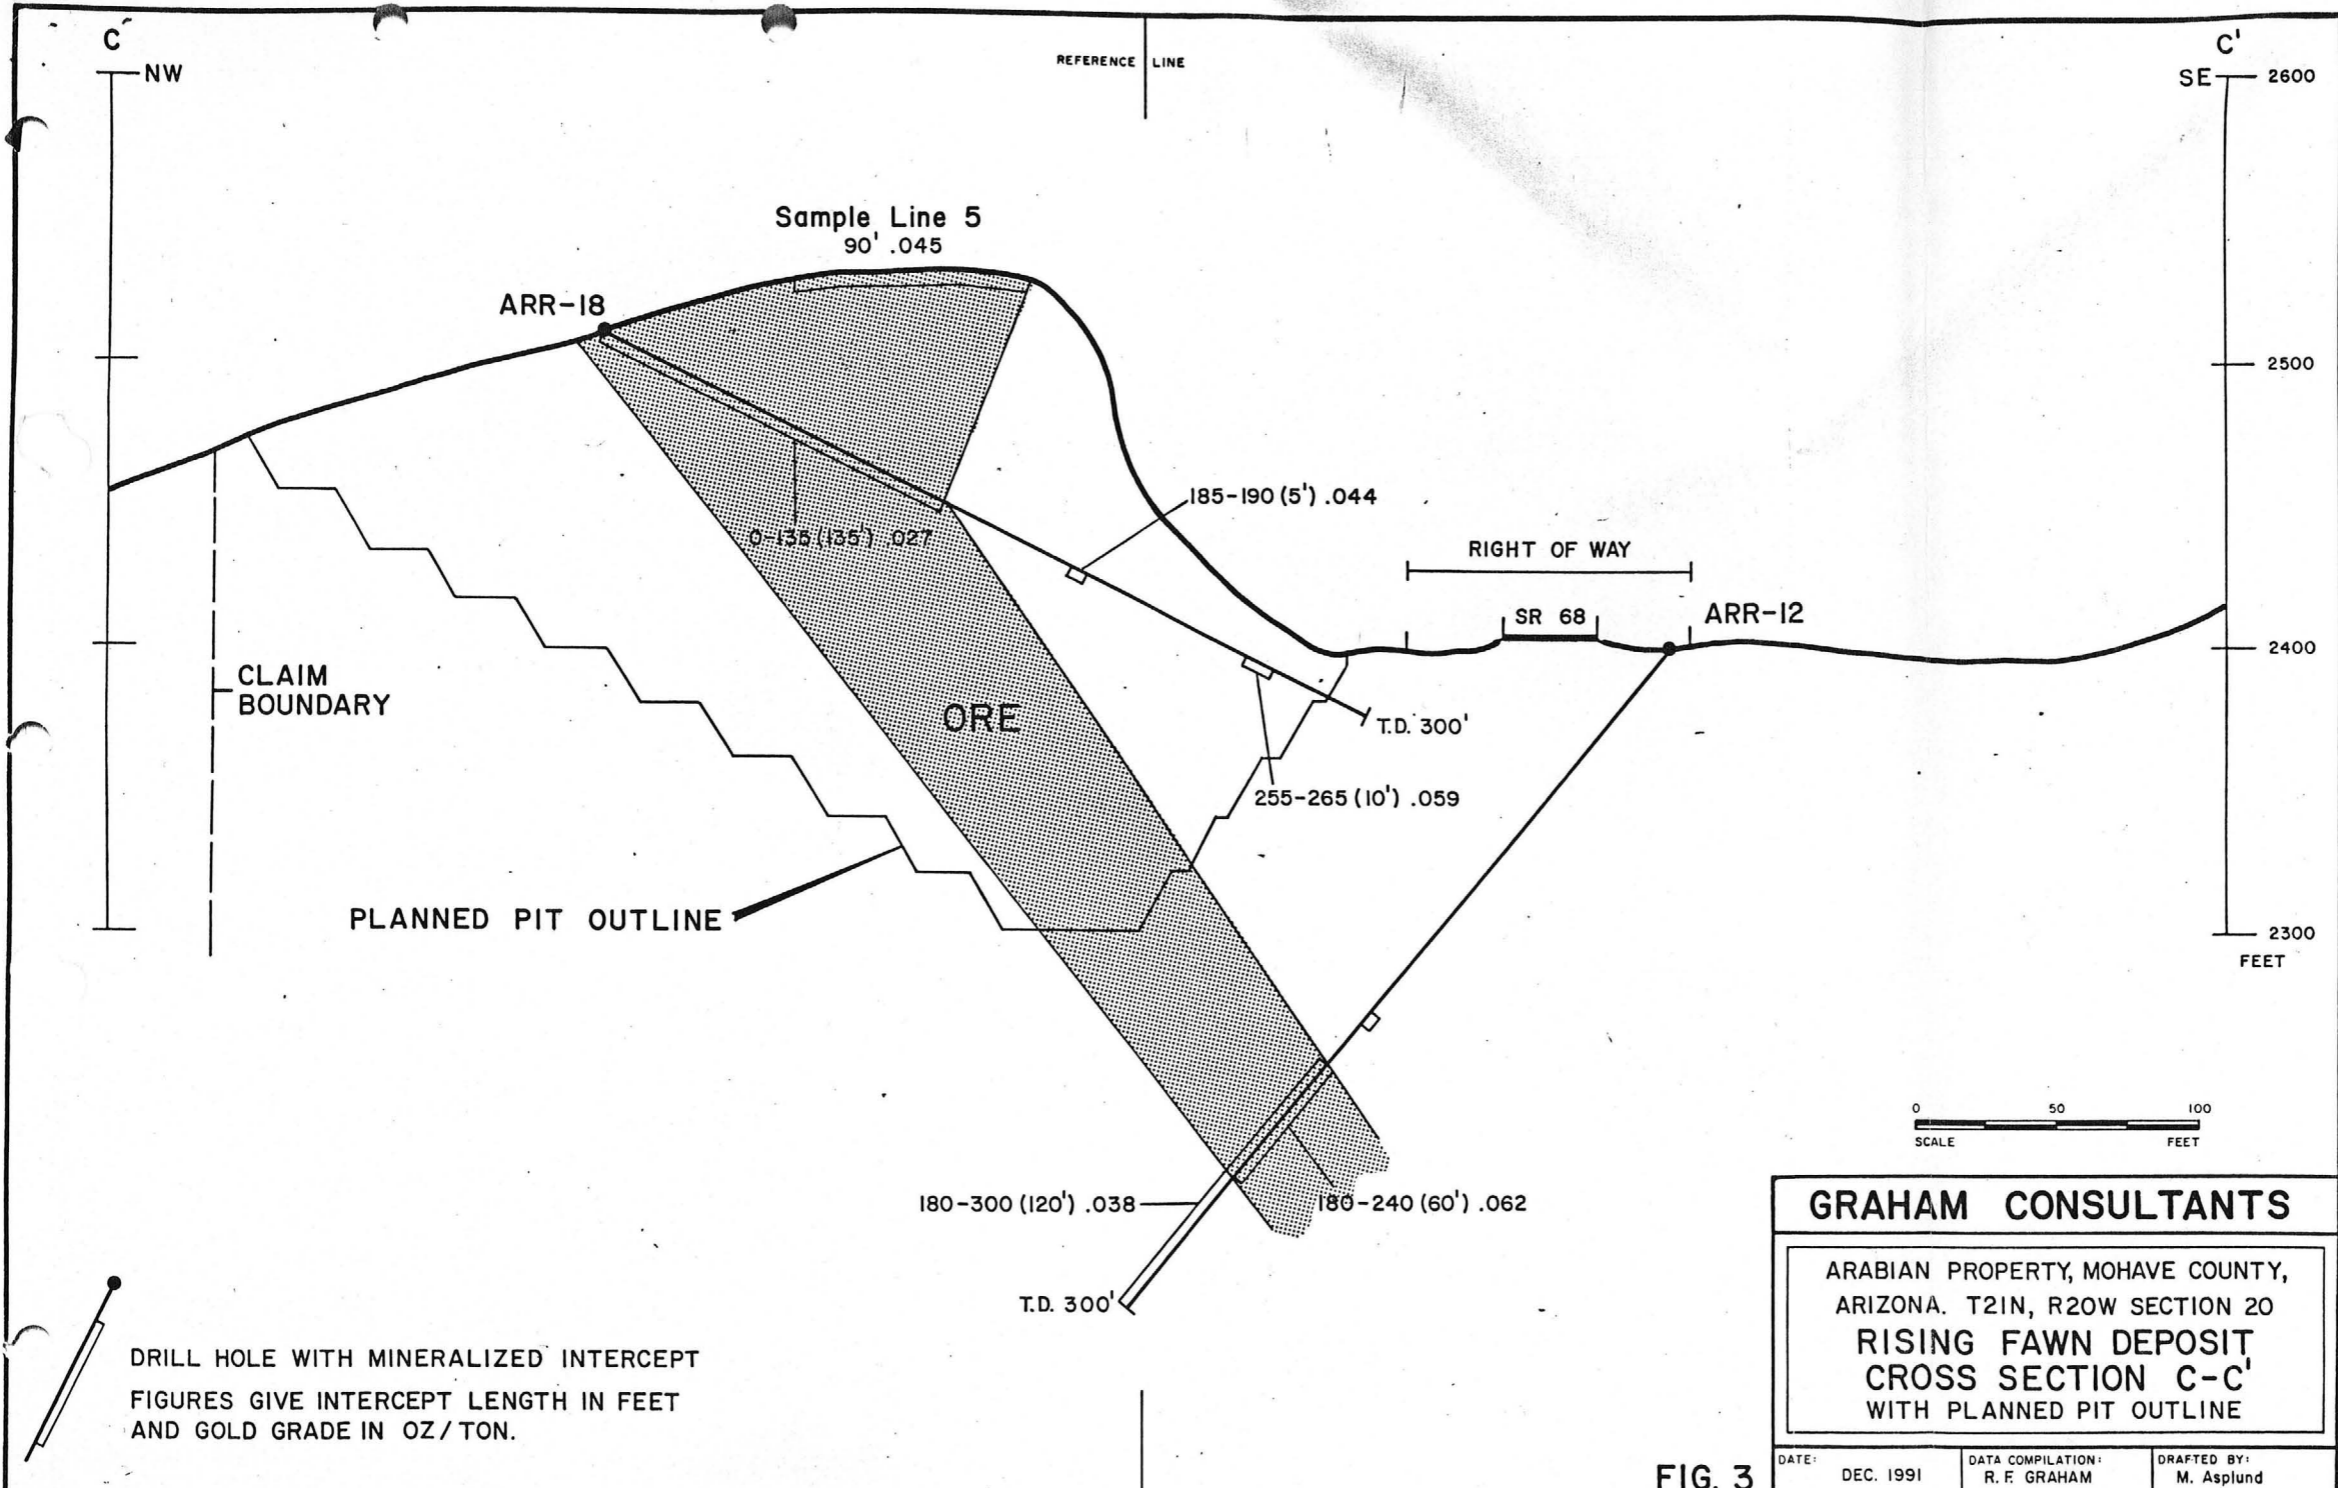 C
NW
REFERENCE LINE
C'
SE
2600
Sample Line 5
90' .045
ARR-18
2500
185-190 (5') .044
0-135 (135') .027
RIGHT OF WAY
SR 68
ARR-12
2400
CLAIM
BOUNDARY
ORE
T.D. 300'
255-265 (10') .059
PLANNED PIT OUTLINE
2300
FEET
0 50 100
SCALE FEET
180-300 (120') .038
180-240 (60') .062
T.D. 300'
DRILL HOLE WITH MINERALIZED INTERCEPT
FIGURES GIVE INTERCEPT LENGTH IN FEET
AND GOLD GRADE IN OZ/TON.
GRAHAM CONSULTANTS
ARABIAN PROPERTY, MOHAVE COUNTY,
ARIZONA. T21N, R20W SECTION 20
RISING FAWN DEPOSIT
CROSS SECTION C-C'
WITH PLANNED PIT OUTLINE
FIG. 3
DATE:
DEC. 1991
DATA COMPILATION:
R. F. GRAHAM
DRAFTED BY:
M. Asplund